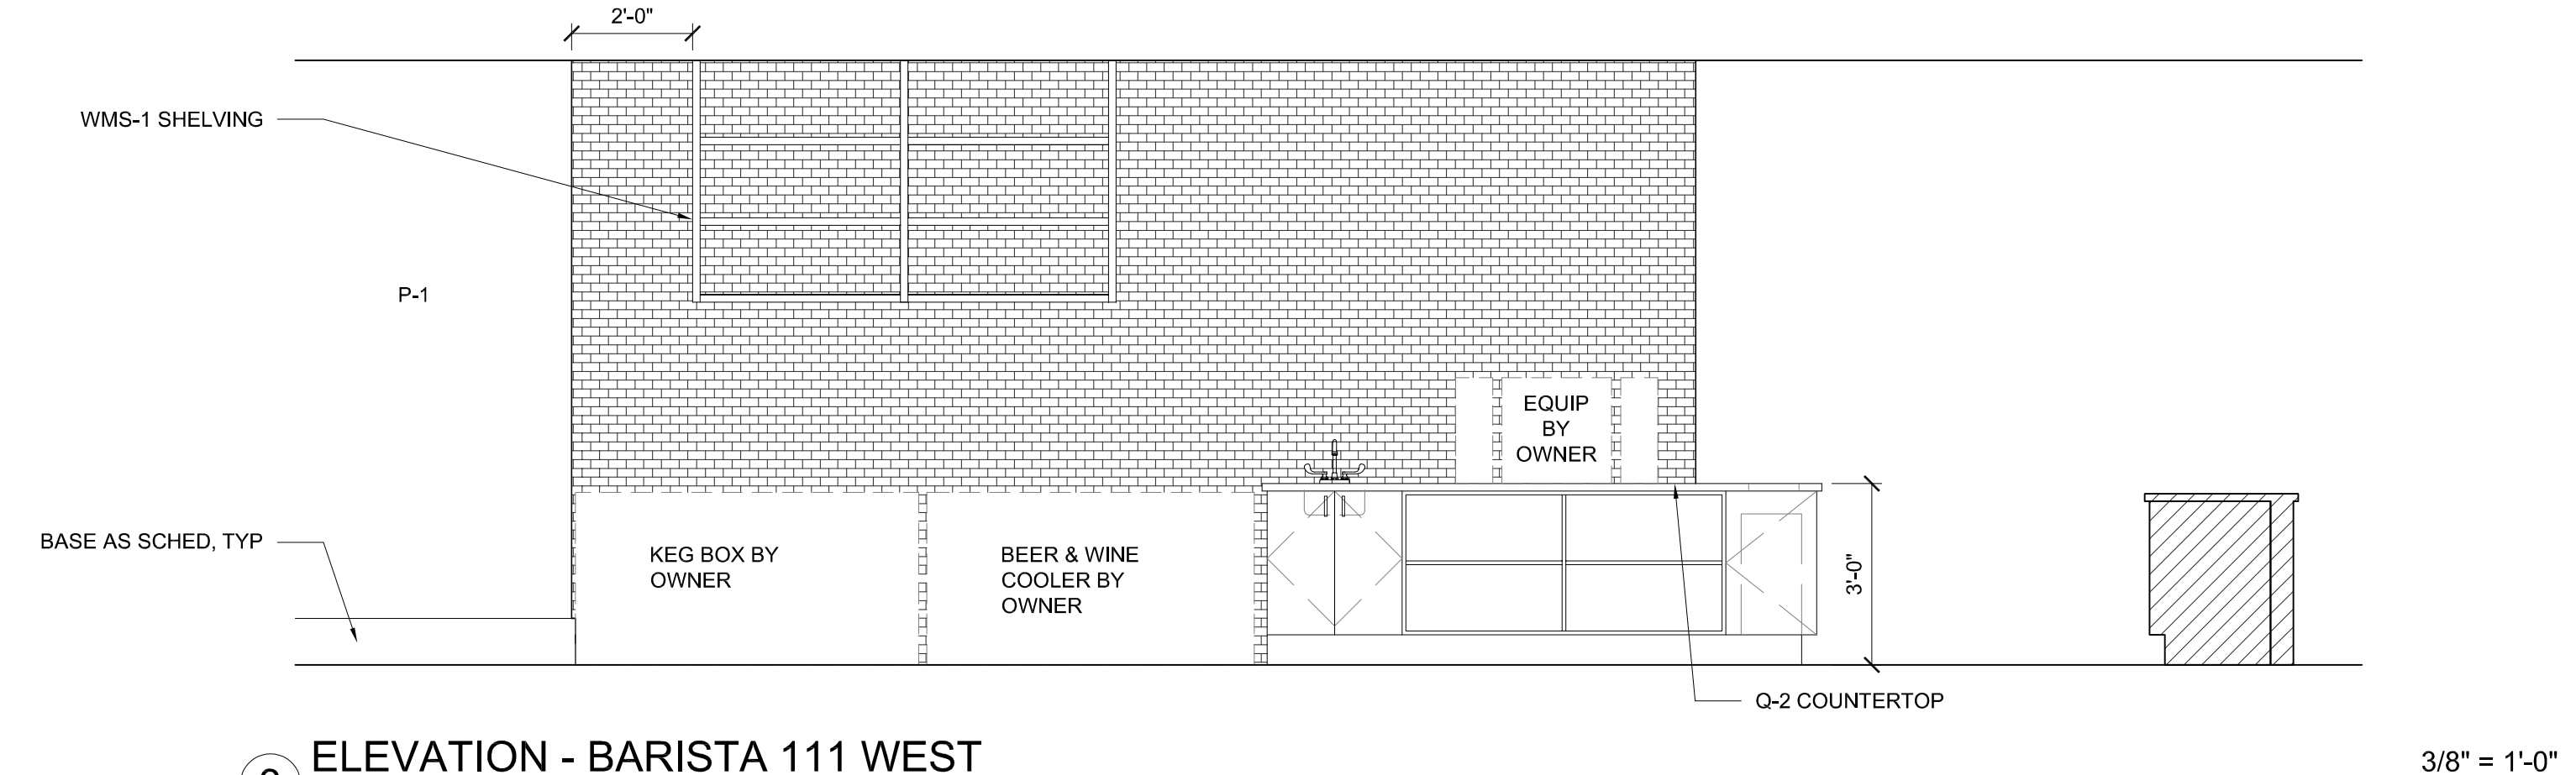 2'-0"
WMS-1 SHELVING
P-1
EQUIP
BY
OWNER
BASE AS SCHED, TYP
KEG BOX BY
OWNER
BEER & WINE
COOLER BY
OWNER
3'-0"
Q-2 COUNTERTOP
ELEVATION - BARISTA 111 WEST
3/8" = 1'-0"